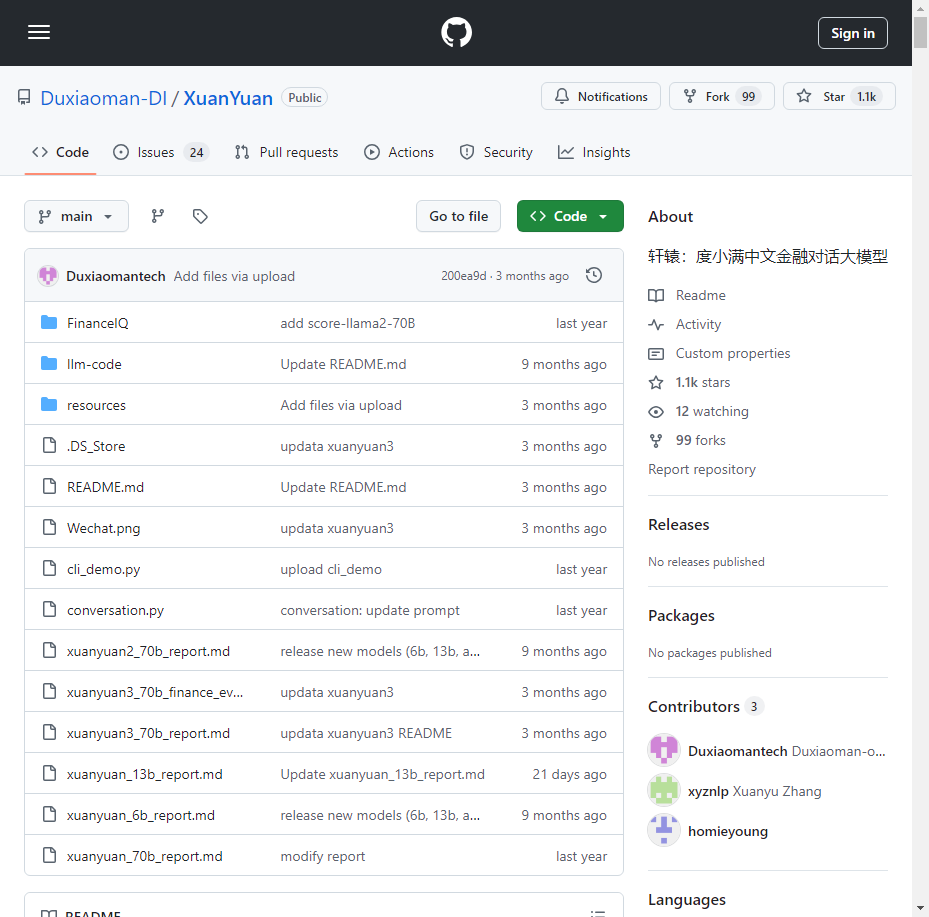 Sign in
Duxiaoman-DI / XuanYuan Public
Notifications Fork 99 Star 1.1k
Code Issues 24 Pull requests Actions Security Insights
main Go to file Code
Duxiaomantech Add files via upload 200ea9d · 3 months ago
FinanceIQ add score-llama2-70B last year
llm-code Update README.md 9 months ago
resources Add files via upload 3 months ago
.DS_Store updata xuanyuan3 3 months ago
README.md Update README.md 3 months ago
Wechat.png updata xuanyuan3 3 months ago
cli_demo.py upload cli_demo last year
conversation.py conversation: update prompt last year
xuanyuan2_70b_report.md release new models (6b, 13b, a... 9 months ago
xuanyuan3_70b_finance_ev... updata xuanyuan3 3 months ago
xuanyuan3_70b_report.md updata xuanyuan3 README 3 months ago
xuanyuan_13b_report.md Update xuanyuan_13b_report.md 21 days ago
xuanyuan_6b_report.md release new models (6b, 13b, a... 9 months ago
xuanyuan_70b_report.md modify report last year
README
About
轩辕：度小满中文金融对话大模型
Readme
Activity
Custom properties
1.1k stars
12 watching
99 forks
Report repository
Releases
No releases published
Packages
No packages published
Contributors 3
Duxiaomantech Duxiaoman-o...
xyznlp Xuanyu Zhang
homieyoung
Languages